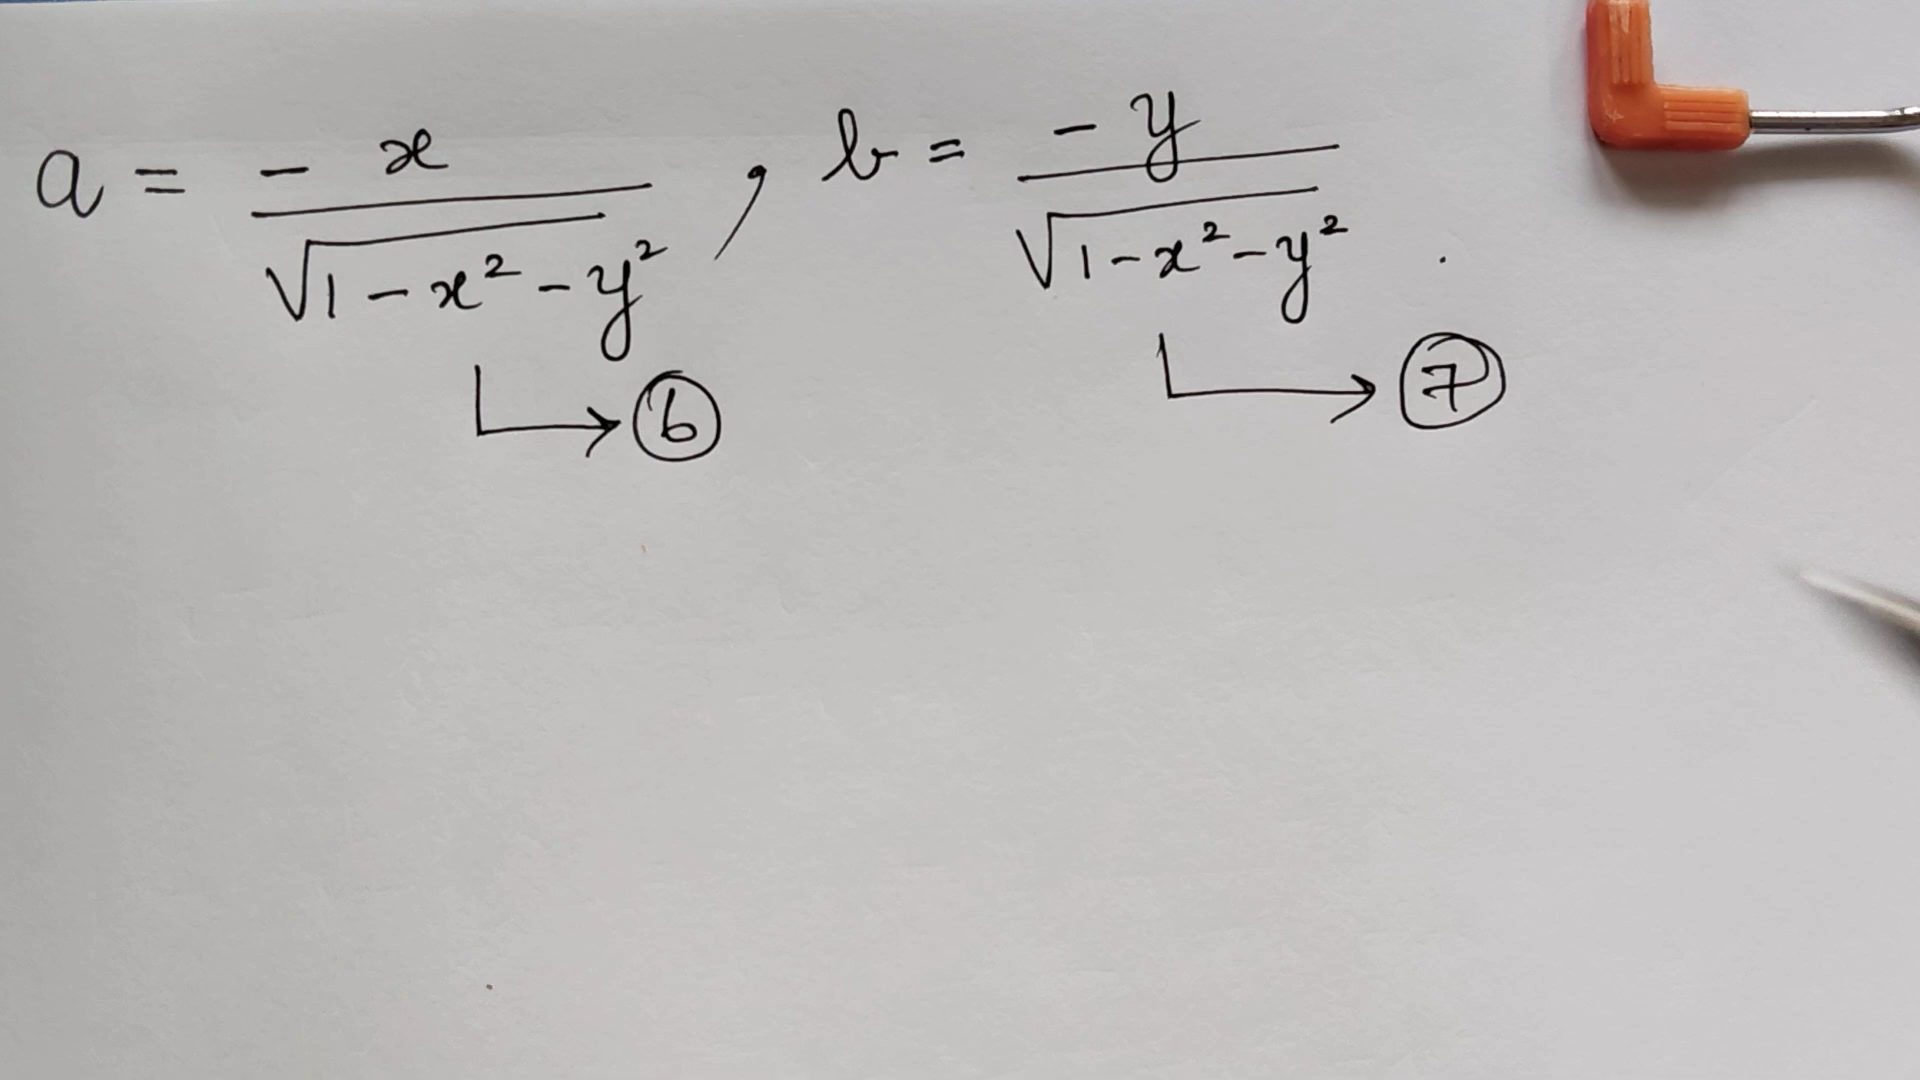 a = -x / √(1-x²-y²) , b = -y / √(1-x²-y²) .
→ ⑥ → ⑦